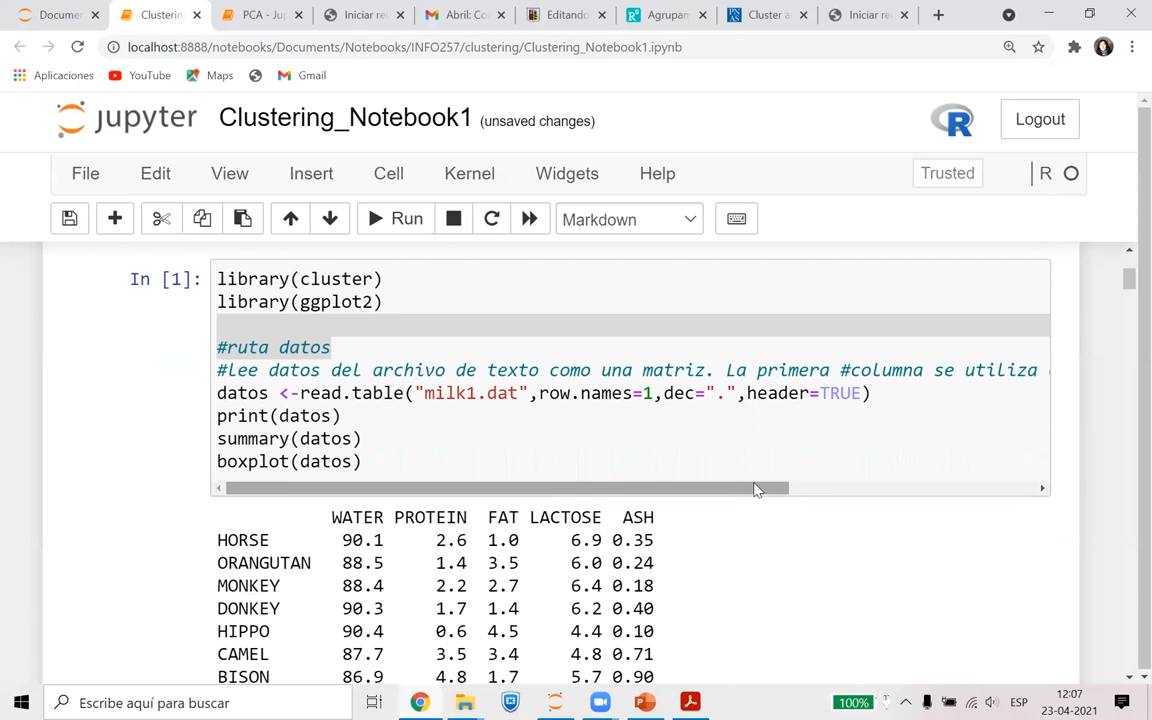 Documen
Clusterin
PCA - Jup
Iniciar re
Abril: Co
Editando
Agrupam
Cluster a
Iniciar re
localhost:8888/notebooks/Documents/Notebooks/INFO257/clustering/Clustering_Notebook1.ipynb
Aplicaciones YouTube Maps Gmail
jupyter Clustering_Notebook1 (unsaved changes) R Logout
File Edit View Insert Cell Kernel Widgets Help Trusted R
Run Markdown
In [1]: library(cluster)
library(ggplot2)
#ruta datos
#lee datos del archivo de texto como una matriz. La primera #columna se utiliza
datos <-read.table("milk1.dat",row.names=1,dec=".",header=TRUE)
print(datos)
summary(datos)
boxplot(datos)
WATER PROTEIN FAT LACTOSE ASH
HORSE 90.1 2.6 1.0 6.9 0.35
ORANGUTAN 88.5 1.4 3.5 6.0 0.24
MONKEY 88.4 2.2 2.7 6.4 0.18
DONKEY 90.3 1.7 1.4 6.2 0.40
HIPPO 90.4 0.6 4.5 4.4 0.10
CAMEL 87.7 3.5 3.4 4.8 0.71
BISON 86.9 4.8 1.7 5.7 0.90
Escribe aquí para buscar
100%
ESP
12:07
23-04-2021